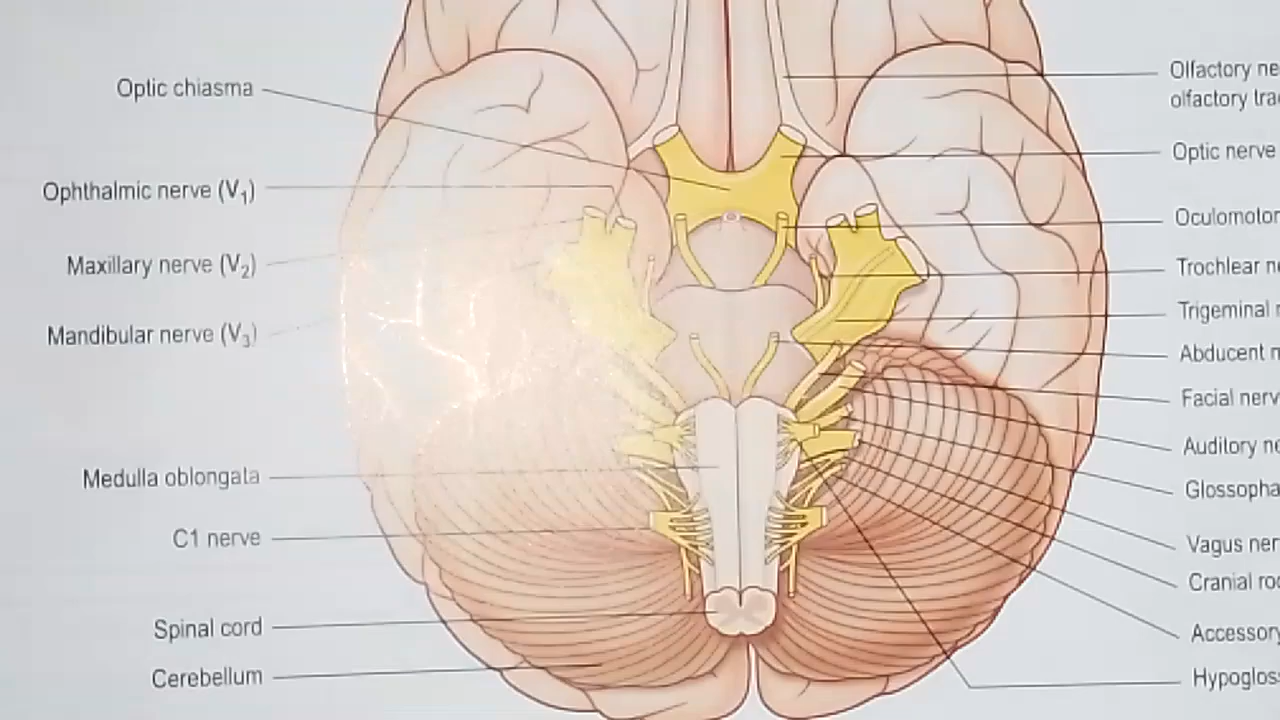 Optic chiasma
Ophthalmic nerve (V1)
Maxillary nerve (V2)
Mandibular nerve (V3)
Medulla oblongata
C1 nerve
Spinal cord
Cerebellum
Olfactory ne
olfactory tra
Optic nerve
Oculomotor
Trochlear ne
Trigeminal
Abducent n
Facial nerv
Auditory ne
Glossopha
Vagus ner
Cranial roo
Accessory
Hypoglos